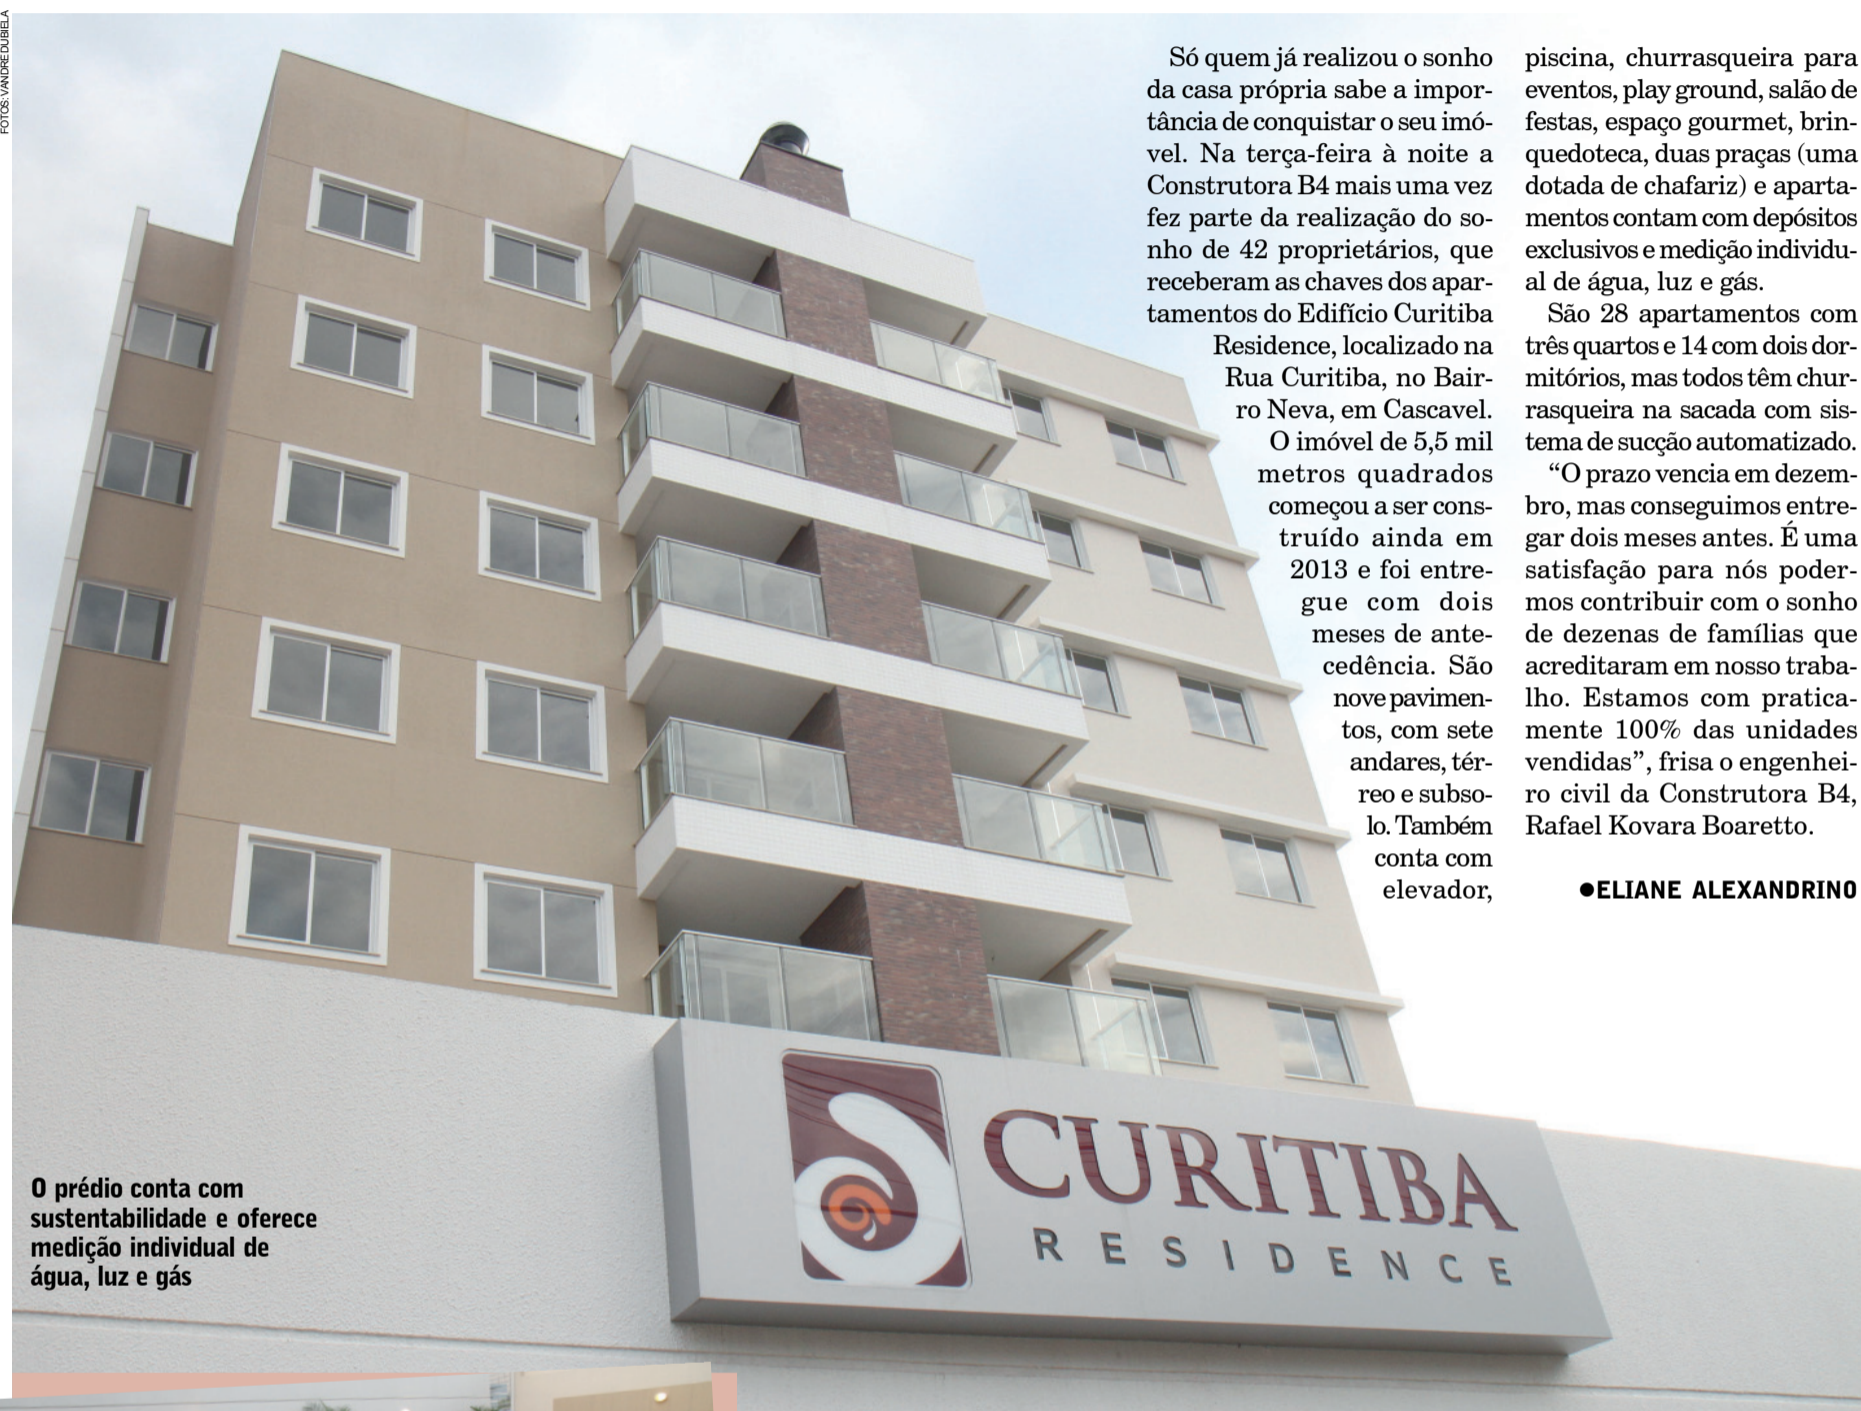 FOTOS: VANDRÉ DUBIELA
Só quem já realizou o sonho
da casa própria sabe a impor-
tância de conquistar o seu imó-
vel. Na terça-feira à noite a
Construtora B4 mais uma vez
fez parte da realização do so-
nho de 42 proprietários, que
receberam as chaves dos apar-
tamentos do Edifício Curitiba
Residence, localizado na
Rua Curitiba, no Bair-
ro Neva, em Cascavel.
O imóvel de 5,5 mil
metros quadrados
começou a ser cons-
truído ainda em
2013 e foi entre-
gue com dois
meses de ante-
cedência. São
nove pavimen-
tos, com sete
andares, tér-
reo e subso-
lo. Também
conta com
elevador,
piscina, churrasqueira para
eventos, play ground, salão de
festas, espaço gourmet, brin-
quedoteca, duas praças (uma
dotada de chafariz) e aparta-
mentos contam com depósitos
exclusivos e medição individu-
al de água, luz e gás.
São 28 apartamentos com
três quartos e 14 com dois dor-
mitórios, mas todos têm chur-
rasqueira na sacada com sis-
tema de sucção automatizado.
“O prazo vencia em dezem-
bro, mas conseguimos entre-
gar dois meses antes. É uma
satisfação para nós poder-
mos contribuir com o sonho
de dezenas de famílias que
acreditaram em nosso traba-
lho. Estamos com pratica-
mente 100% das unidades
vendidas”, frisa o engenhei-
ro civil da Construtora B4,
Rafael Kovara Boaretto.
●ELIANE ALEXANDRINO
CURITIBA
RESIDENCE
O prédio conta com
sustentabilidade e oferece
medição individual de
água, luz e gás